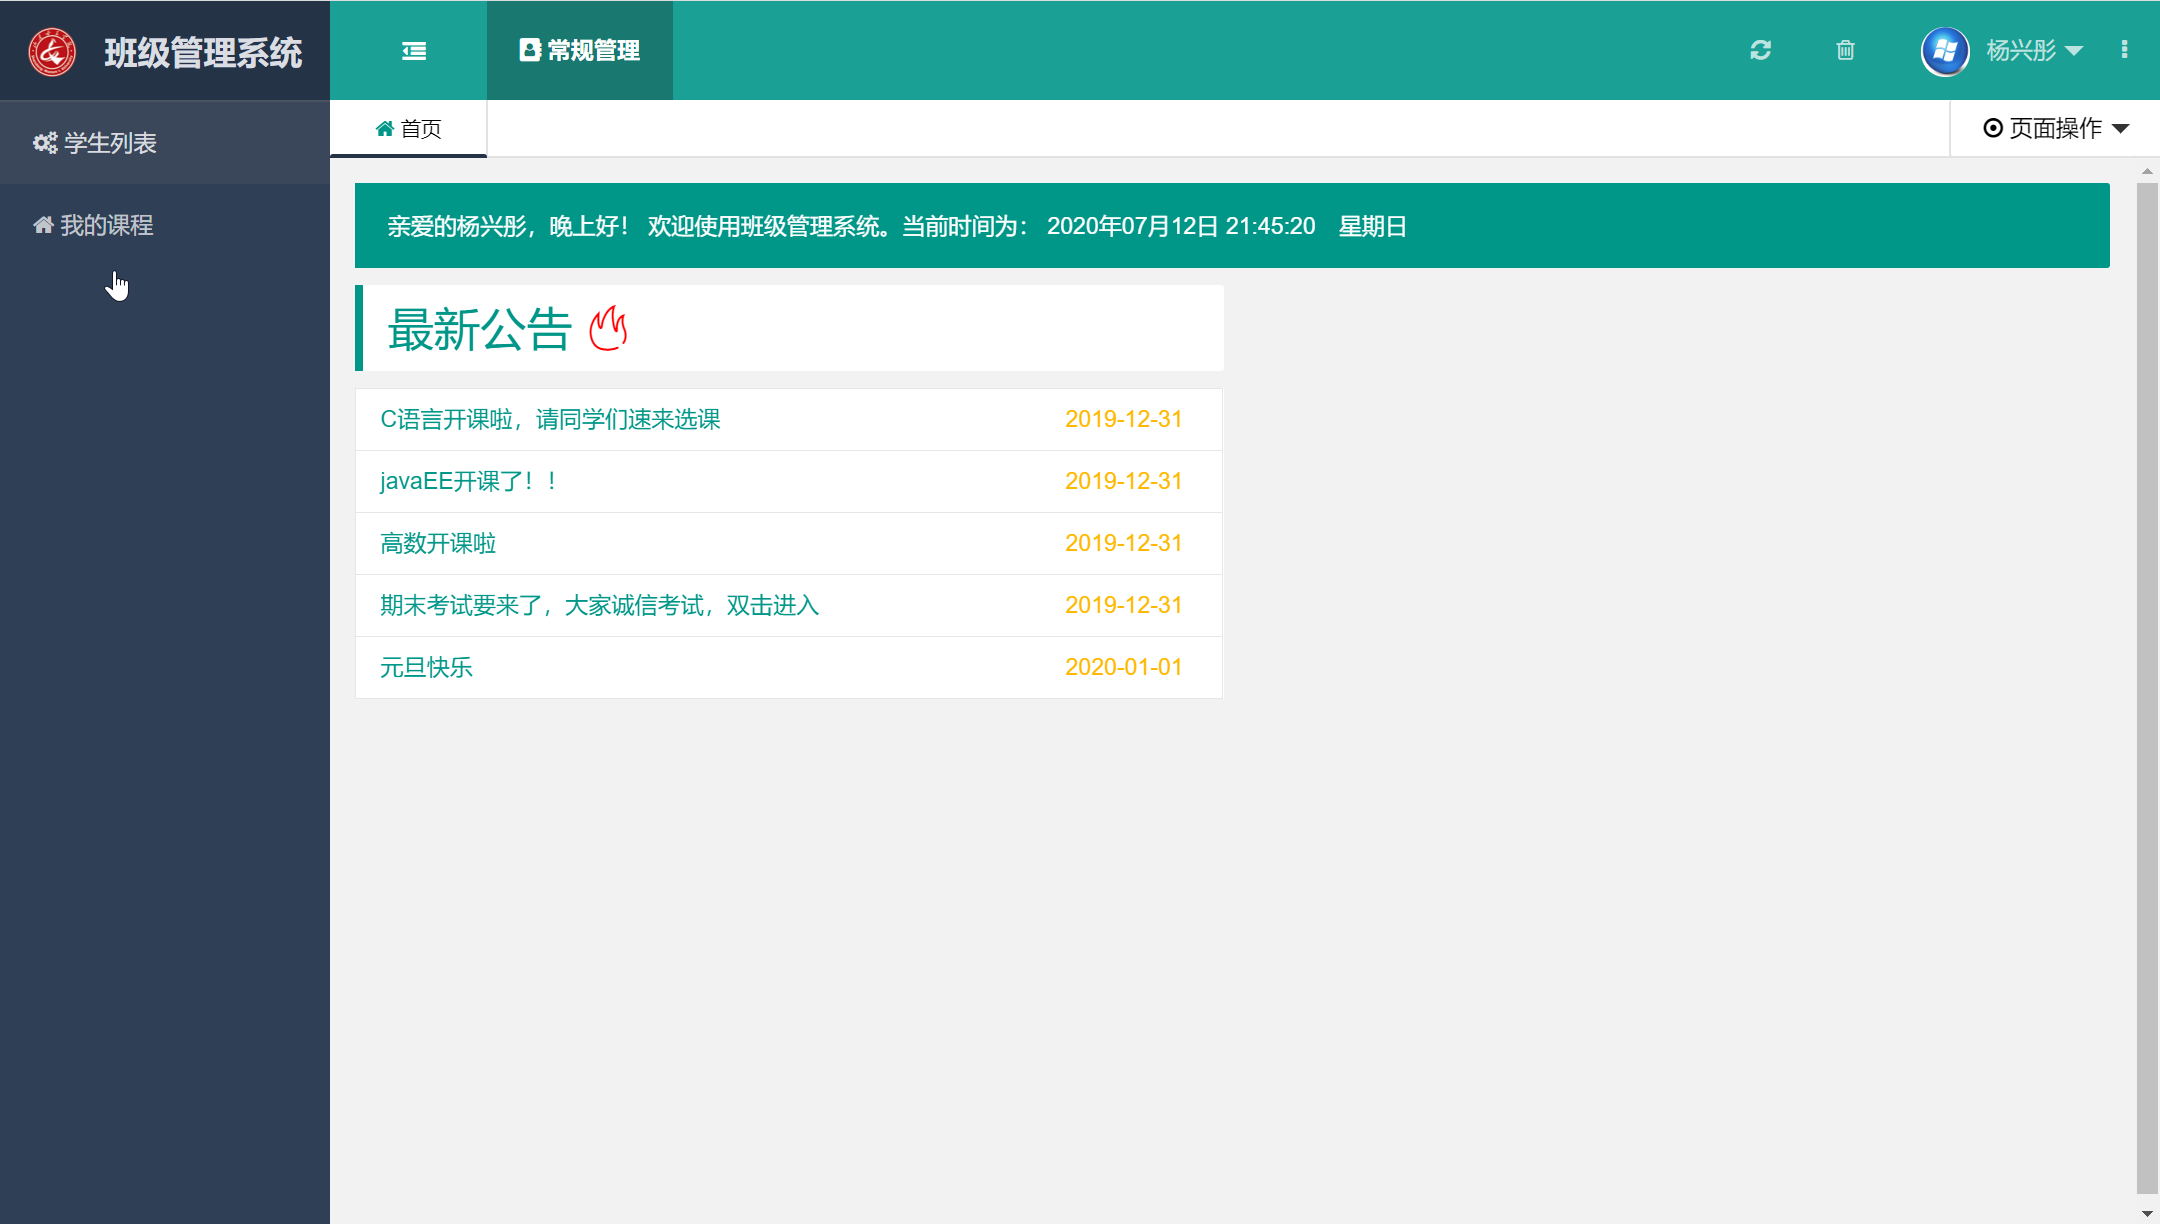 班级管理系统
常规管理
杨兴彤
学生列表
首页
页面操作
我的课程
亲爱的杨兴彤，晚上好！ 欢迎使用班级管理系统。当前时间为： 2020年07月12日 21:45:20 星期日
最新公告
C语言开课啦，请同学们速来选课 2019-12-31
javaEE开课了！！ 2019-12-31
高数开课啦 2019-12-31
期末考试要来了，大家诚信考试，双击进入 2019-12-31
元旦快乐 2020-01-01